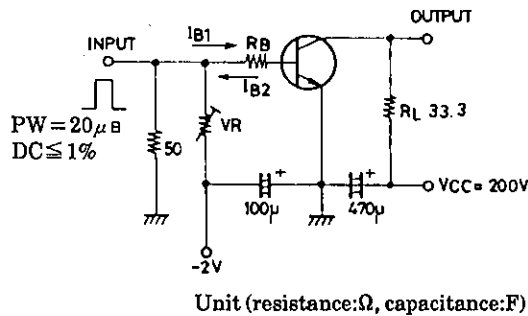 INPUT
IB1
RB
IB2
OUTPUT
PW=20μB
DC≦1%
50
VR
RL 33.3
100μ
+
470μ
+
VCC=200V
-2V
Unit (resistance:Ω, capacitance:F)